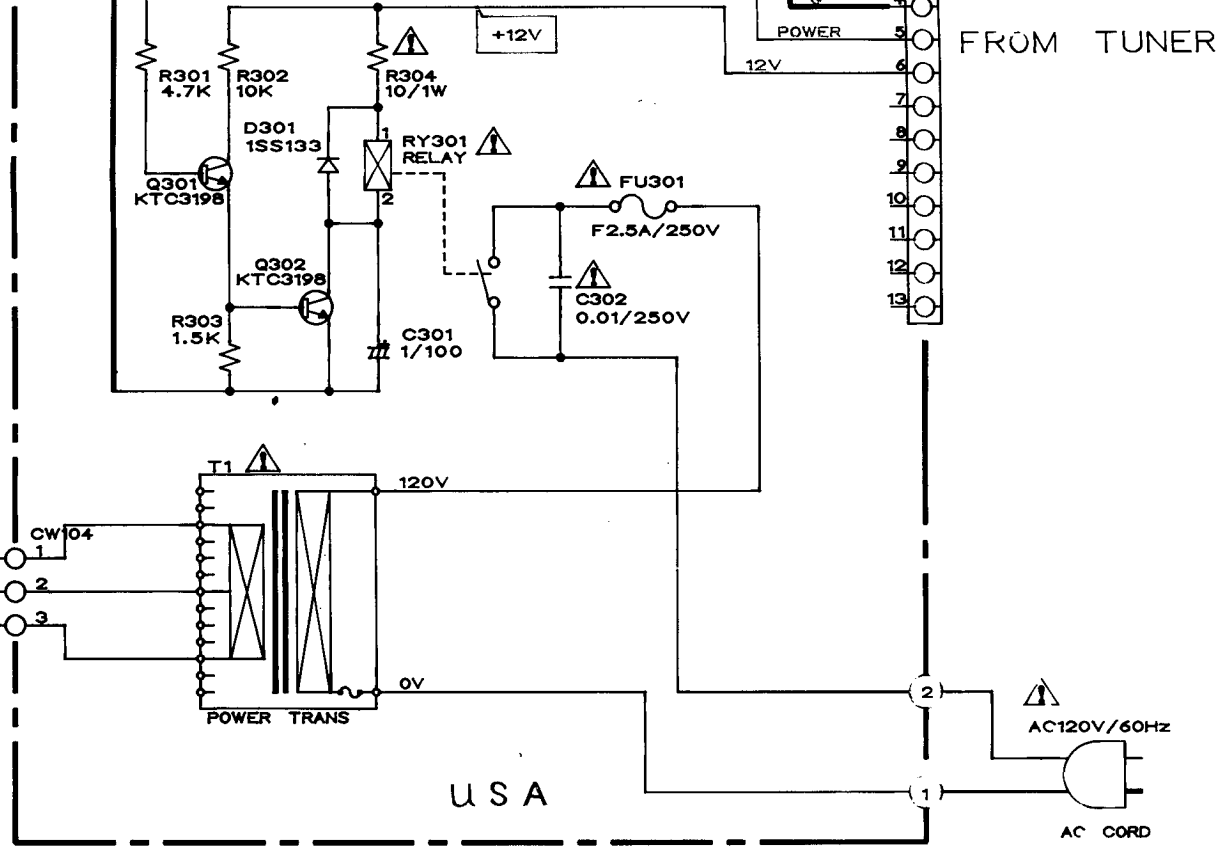 4
+12V
POWER
5
FROM TUNER
12V
6
R301
4.7K
R302
10K
R304
10/1W
7
D301
1SS133
1
RY301
RELAY
8
9
Q301
KTC3198
2
FU301
F2.5A/250V
10
11
Q302
KTC3198
12
C302
0.01/250V
13
R303
1.5K
C301
1/100
T1
120V
CW104
1
2
3
0V
POWER TRANS
2
AC120V/60Hz
USA
1
AC CORD